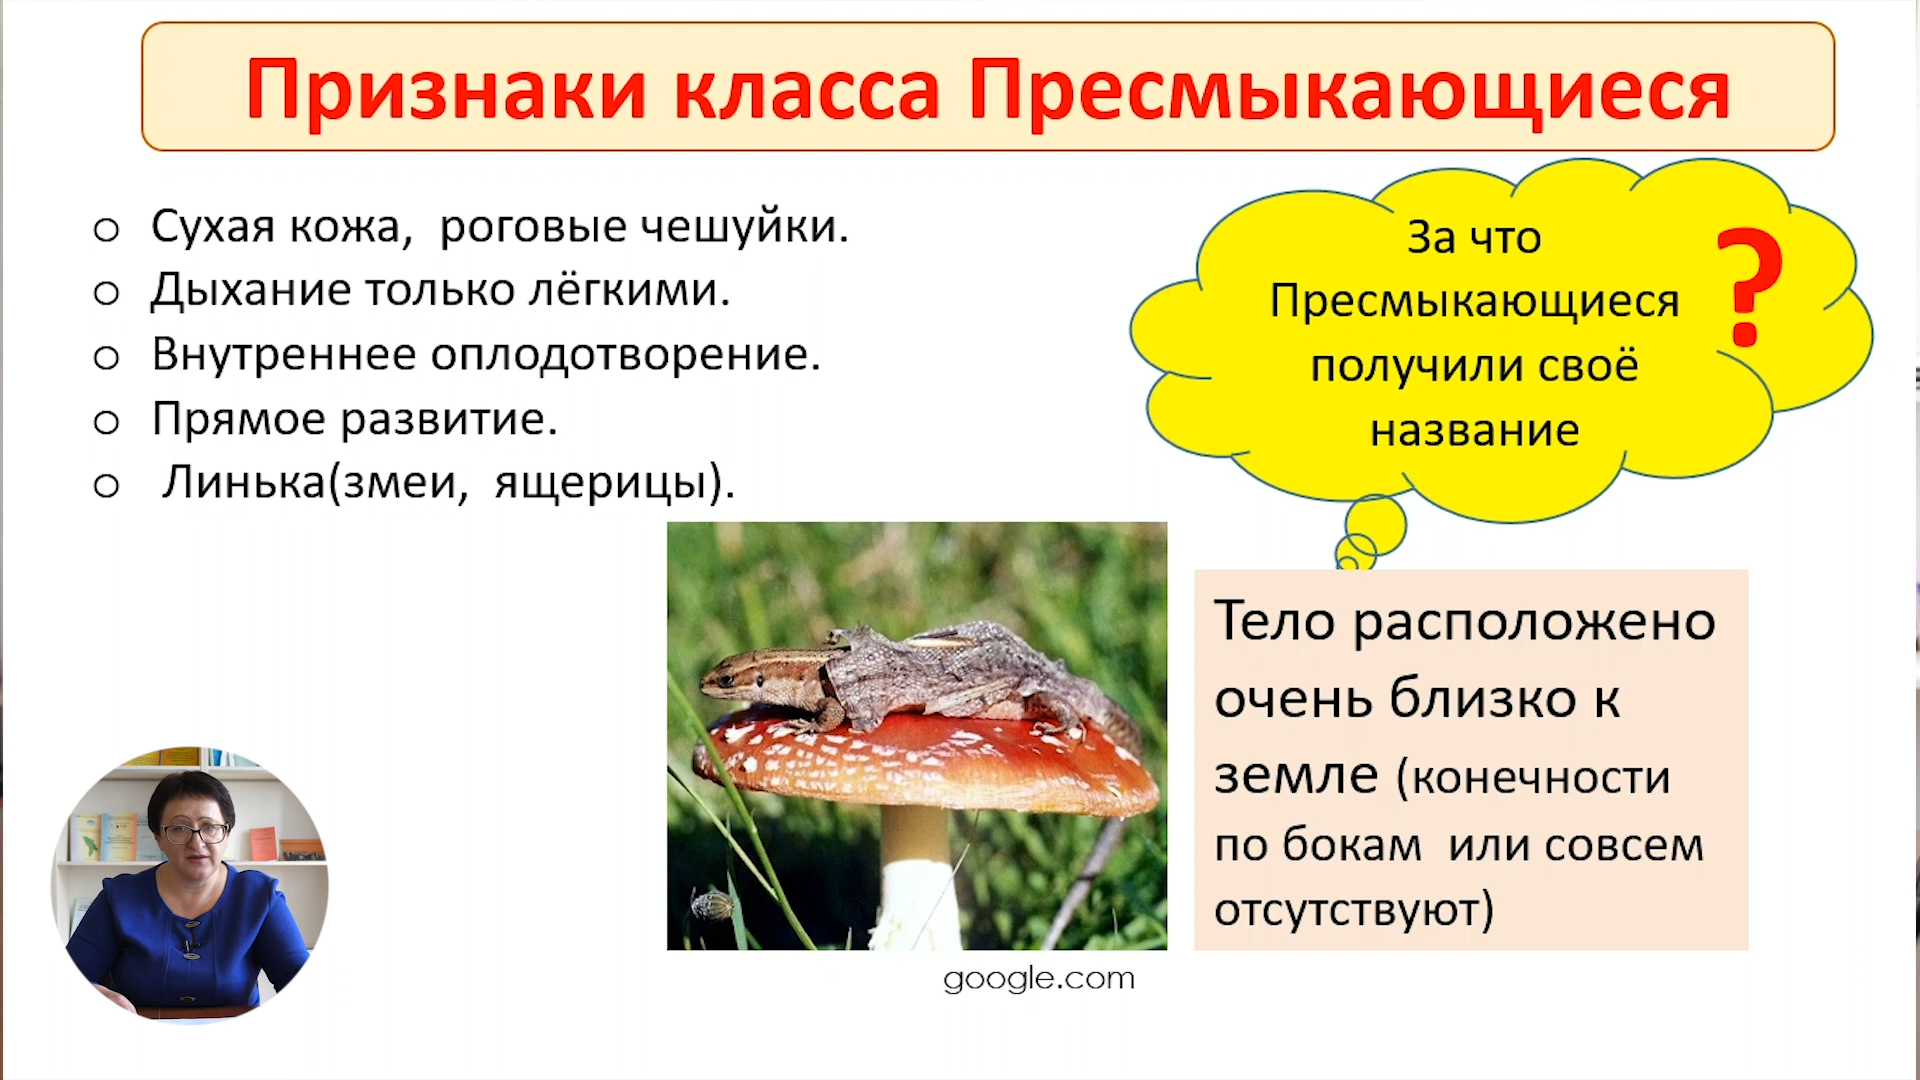 Признаки класса Пресмыкающиеся
o Сухая кожа, роговые чешуйки.
o Дыхание только лёгкими.
o Внутреннее оплодотворение.
o Прямое развитие.
o Линька(змеи, ящерицы).
За что
Пресмыкающиеся
получили своё
название
?
Тело расположено
очень близко к
земле (конечности
по бокам или совсем
отсутствуют)
google.com